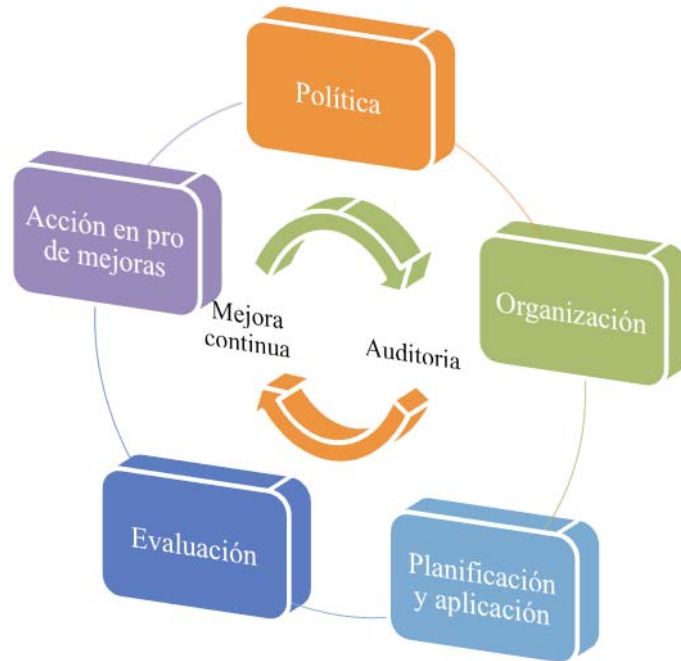 Política
Organización
Planificación
y aplicación
Evaluación
Acción en pro
de mejoras
Mejora
continua
Auditoria